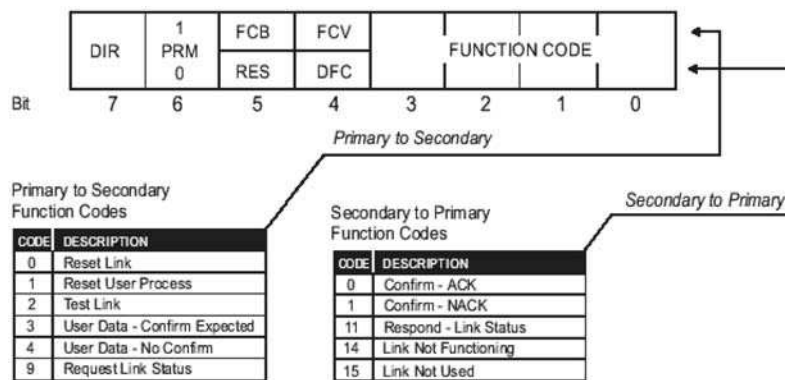 DIR 1 PRM 0 FCB FCV FUNCTION CODE
RES DFC
Bit 7 6 5 4 3 2 1 0
Primary to Secondary
Primary to Secondary
Function Codes
CODE DESCRIPTION
0 Reset Link
1 Reset User Process
2 Test Link
3 User Data - Confirm Expected
4 User Data - No Confirm
9 Request Link Status
Secondary to Primary
Secondary to Primary
Function Codes
CODE DESCRIPTION
0 Confirm - ACK
1 Confirm - NACK
11 Respond - Link Status
14 Link Not Functioning
15 Link Not Used